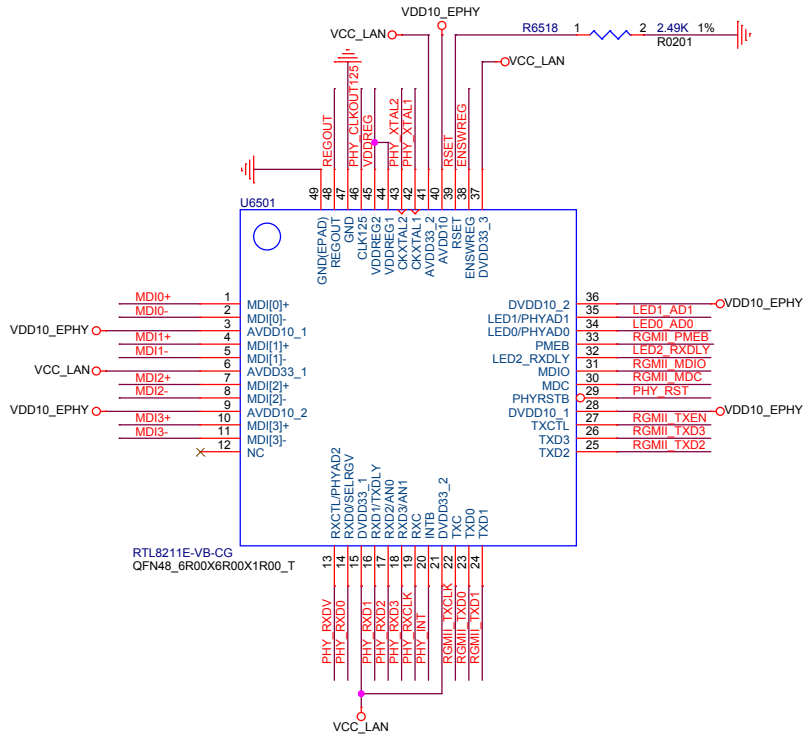 VDD10_EPHY
VCC_LAN
R6518 1 2 2.49K 1%
R0201
VCC_LAN
REGOUT
PHY_CLKOUT125
VDDREG
PHY_XTAL2
PHY_XTAL1
RSET
ENSWREG
49 48 47 46 45 44 43 42 41 40 39 38 37
U6501
GND(EPAD)
REGOUT
GND
CLK125
VDDREG2
VDDREG1
CKXTAL2
CKXTAL1
AVDD33_2
AVDD10
RSET
ENSWREG
DVDD33_3
MDI0+ 1 MDI[0]+
MDI0- 2 MDI[0]-
VDD10_EPHY 3 AVDD10_1
MDI1+ 4 MDI[1]+
MDI1- 5 MDI[1]-
VCC_LAN 6 AVDD33_1
MDI2+ 7 MDI[2]+
MDI2- 8 MDI[2]-
VDD10_EPHY 9 AVDD10_2
MDI3+ 10 MDI[3]+
MDI3- 11 MDI[3]-
12 NC
DVDD10_2 36 VDD10_EPHY
LED1/PHYAD1 35 LED1_AD1
LED0/PHYAD0 34 LED0_AD0
PMEB 33 RGMII_PMEB
LED2_RXDLY 32 LED2_RXDLY
MDIO 31 RGMII_MDIO
MDC 30 RGMII_MDC
PHYRSTB 29 PHY_RST
DVDD10_1 28 VDD10_EPHY
TXCTL 27 RGMII_TXEN
TXD3 26 RGMII_TXD3
TXD2 25 RGMII_TXD2
RXCTL/PHYAD2
RXD0/SELRGV
DVDD33_1
RXD1/TXDLY
RXD2/AN0
RXD3/AN1
RXC
INTB
DVDD33_2
TXC
TXD0
TXD1
RTL8211E-VB-CG
QFN48_6R00X6R00X1R00_T
13 14 15 16 17 18 19 20 21 22 23 24
PHY_RXDV
PHY_RXD0
PHY_RXD1
PHY_RXD2
PHY_RXD3
PHY_RXCLK
PHY_INT
RGMII_TXCLK
RGMII_TXD0
RGMII_TXD1
VCC_LAN